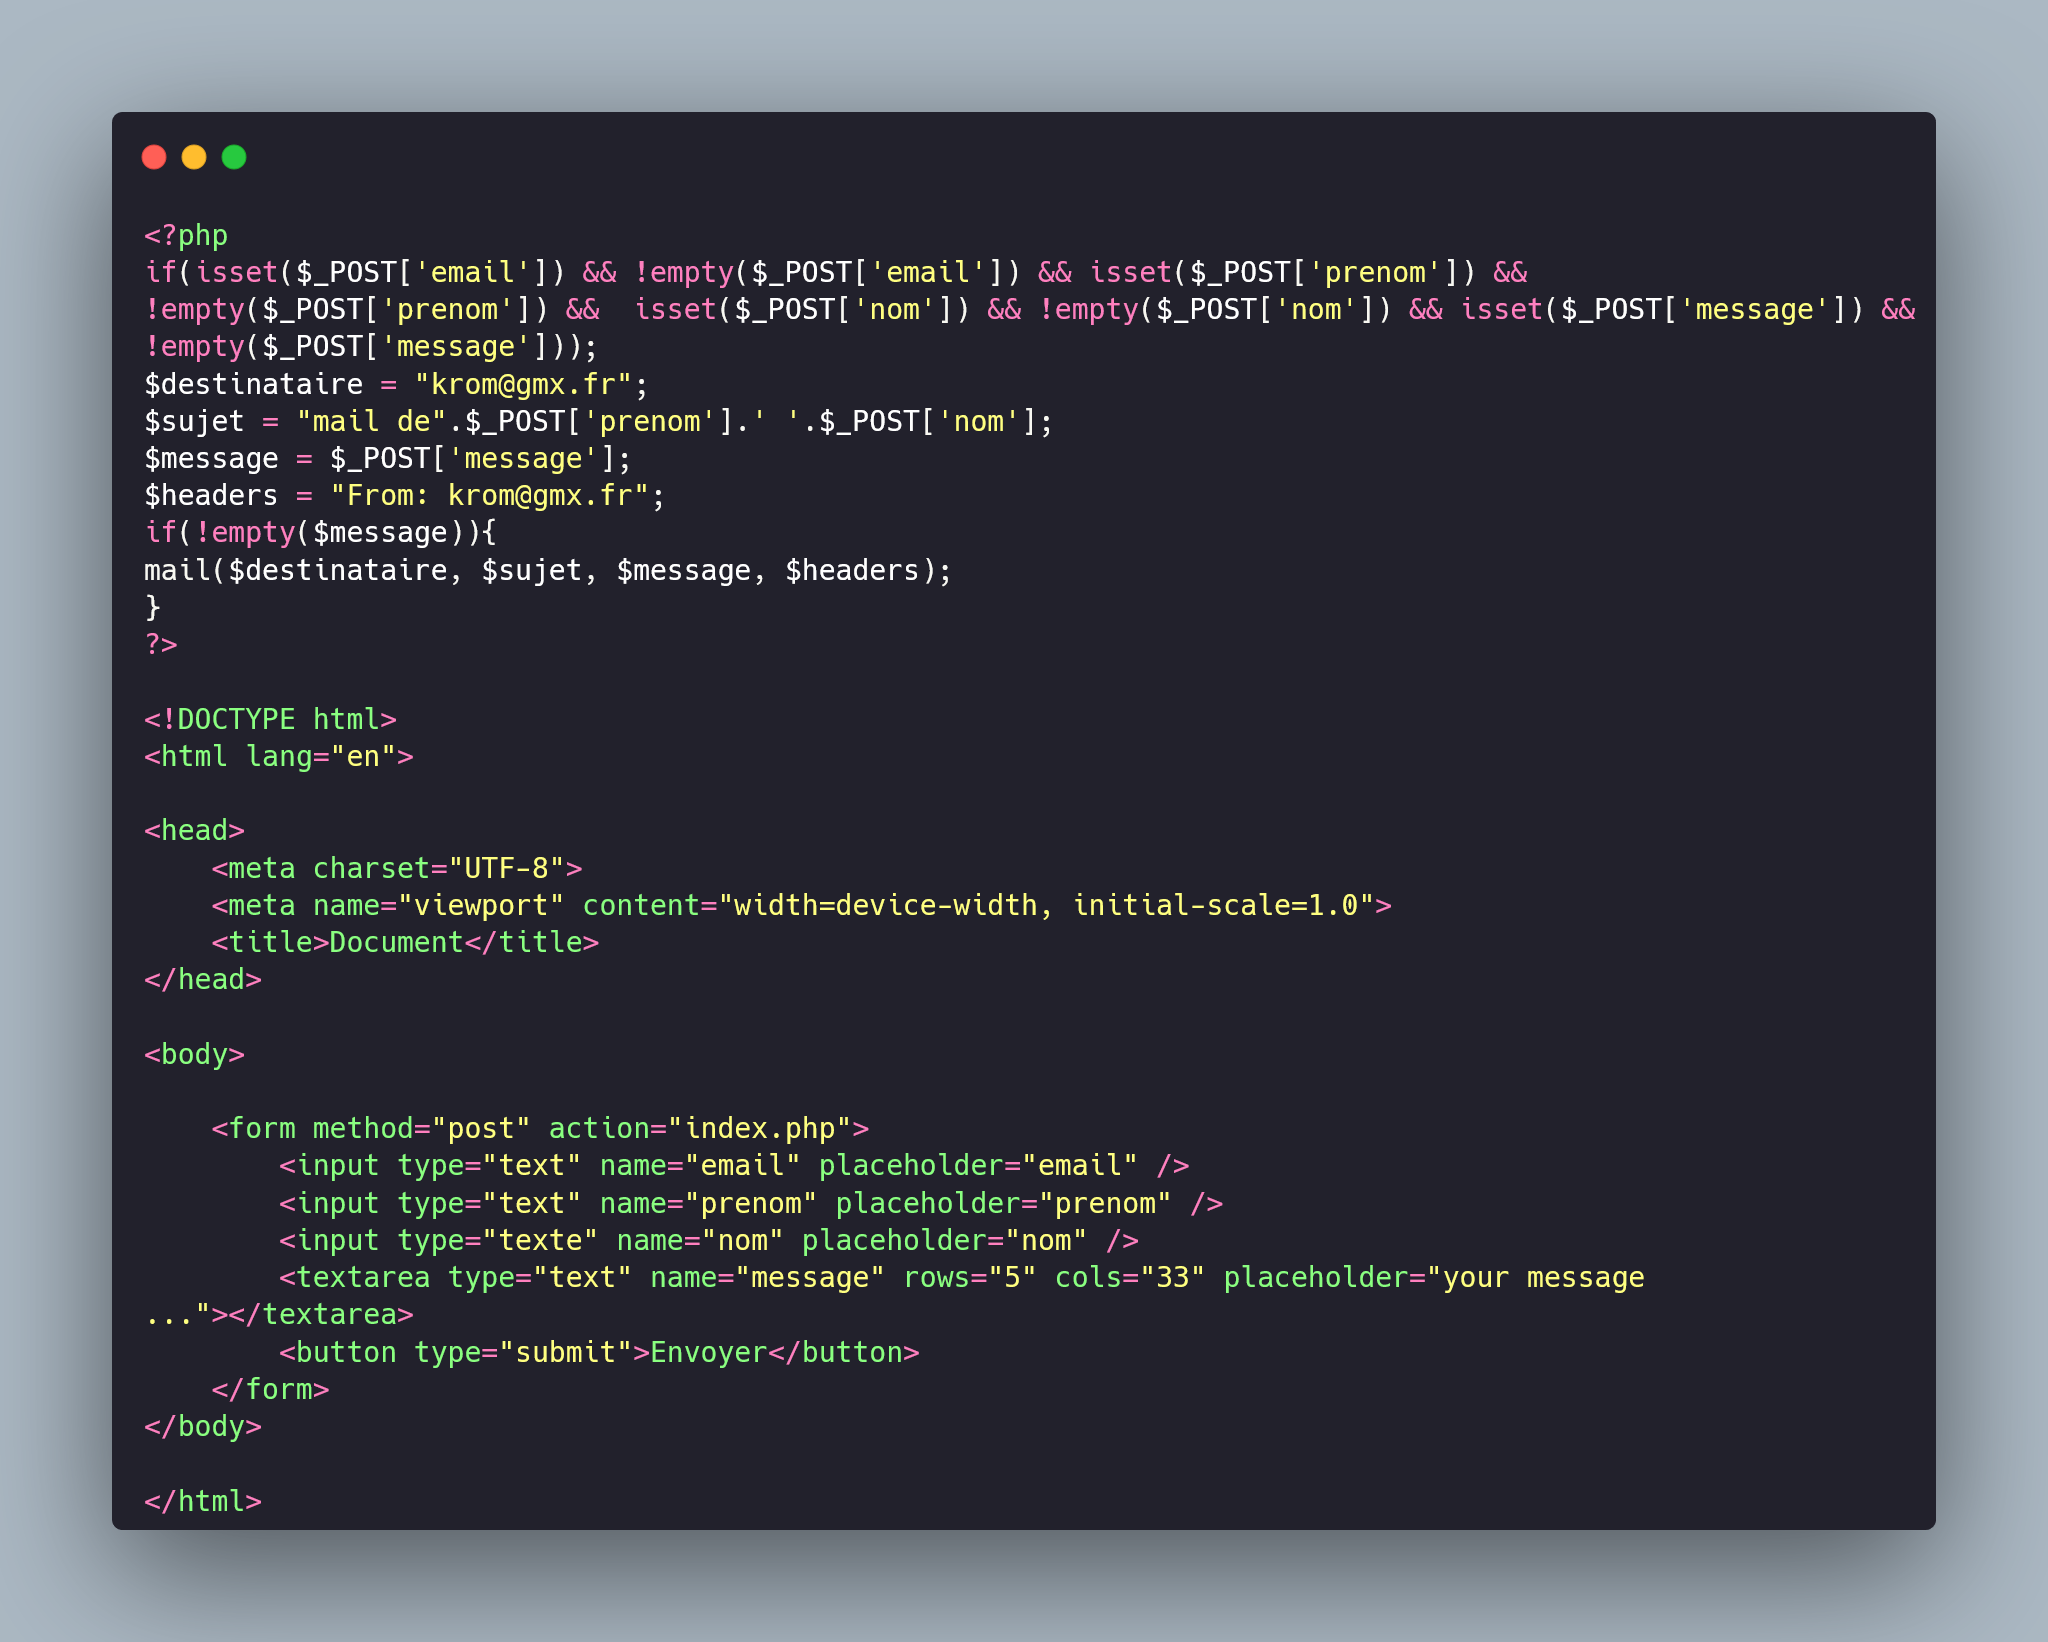 <?php
if(isset($_POST['email']) && !empty($_POST['email']) && isset($_POST['prenom']) &&
!empty($_POST['prenom']) &&  isset($_POST['nom']) && !empty($_POST['nom']) && isset($_POST['message']) &&
!empty($_POST['message']));
$destinataire = "krom@gmx.fr";
$sujet = "mail de".$_POST['prenom'].' '.$_POST['nom'];
$message = $_POST['message'];
$headers = "From: krom@gmx.fr";
if(!empty($message)){
mail($destinataire, $sujet, $message, $headers);
}
?>

<!DOCTYPE html>
<html lang="en">

<head>
    <meta charset="UTF-8">
    <meta name="viewport" content="width=device-width, initial-scale=1.0">
    <title>Document</title>
</head>

<body>

    <form method="post" action="index.php">
        <input type="text" name="email" placeholder="email" />
        <input type="text" name="prenom" placeholder="prenom" />
        <input type="texte" name="nom" placeholder="nom" />
        <textarea type="text" name="message" rows="5" cols="33" placeholder="your message
..."></textarea>
        <button type="submit">Envoyer</button>
    </form>
</body>

</html>